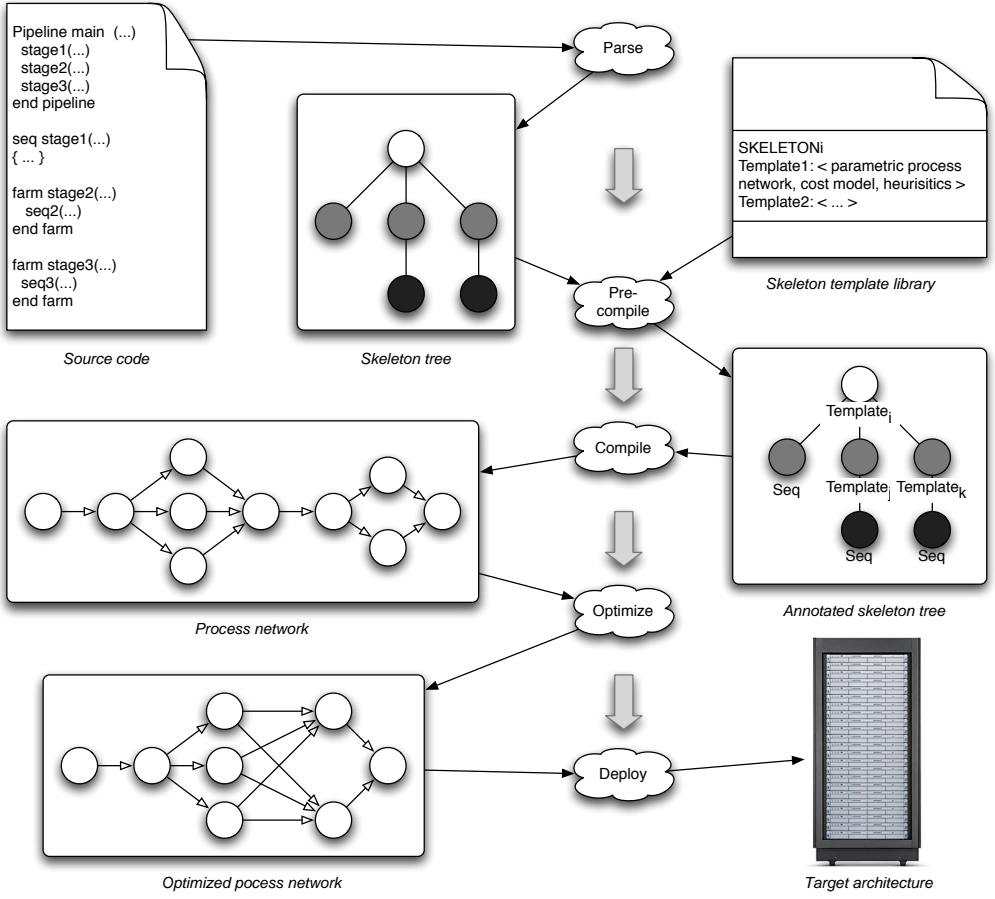 Pipeline main (...)
stage1(...)
stage2(...)
stage3(...)
end pipeline
seq stage1(...)
{ ... }
farm stage2(...)
seq2(...)
end farm
farm stage3(...)
seq3(...)
end farm
Source code
Parse
Skeleton tree
SKELETONi
Template1: < parametric process
network, cost model, heurisitics >
Template2: < ... >
Skeleton template library
Pre-
compile
Compile
Templatei
Seq
Templatej
Templatek
Seq
Seq
Annotated skeleton tree
Process network
Optimize
Optimized pocess network
Deploy
Target architecture